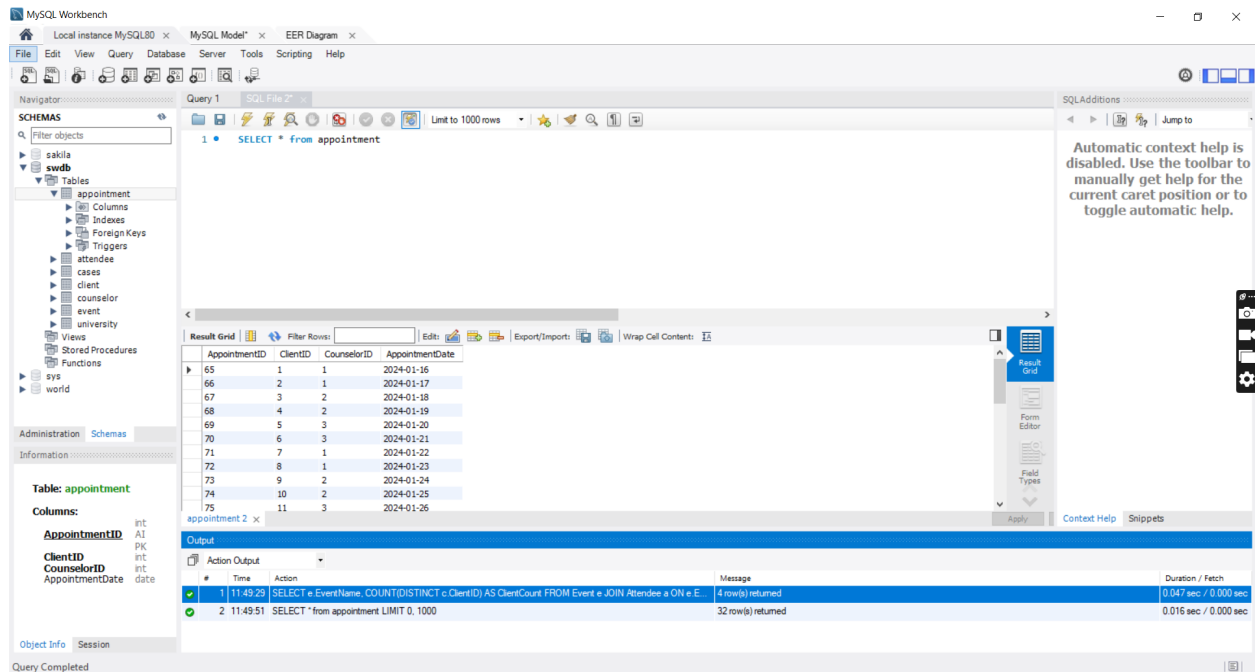 MySQL Workbench
Local instance MySQL80 × MySQL Model* × EER Diagram ×
File Edit View Query Database Server Tools Scripting Help
Navigator
SCHEMAS
Filter objects
sakila
swdb
Tables
appointment
Columns
Indexes
Foreign Keys
Triggers
attendee
cases
client
counselor
event
university
Views
Stored Procedures
Functions
sys
world
Administration Schemas
Information
Table: appointment
Columns:
AppointmentID int AI PK
ClientID int
CounselorID int
AppointmentDate date
Object Info Session
Query 1 SQL File 2* ×
Limit to 1000 rows
1 SELECT * from appointment
Result Grid Filter Rows: Edit: Export/Import: Wrap Cell Content:
AppointmentID ClientID CounselorID AppointmentDate
65 1 1 2024-01-16
66 2 1 2024-01-17
67 3 2 2024-01-18
68 4 2 2024-01-19
69 5 3 2024-01-20
70 6 3 2024-01-21
71 7 1 2024-01-22
72 8 1 2024-01-23
73 9 2 2024-01-24
74 10 2 2024-01-25
75 11 3 2024-01-26
Result Grid
Form Editor
Field Types
appointment 2 × Apply
SQLAdditions
Jump to
Automatic context help is
disabled. Use the toolbar to
manually get help for the
current caret position or to
toggle automatic help.
Context Help Snippets
Output
Action Output
# Time Action Message Duration / Fetch
1 11:49:29 SELECT e.EventName, COUNT(DISTINCT c.ClientID) AS ClientCount FROM Event e JOIN Attendee a ON e.E... 4 row(s) returned 0.047 sec / 0.000 sec
2 11:49:51 SELECT * from appointment LIMIT 0, 1000 32 row(s) returned 0.016 sec / 0.000 sec
Query Completed